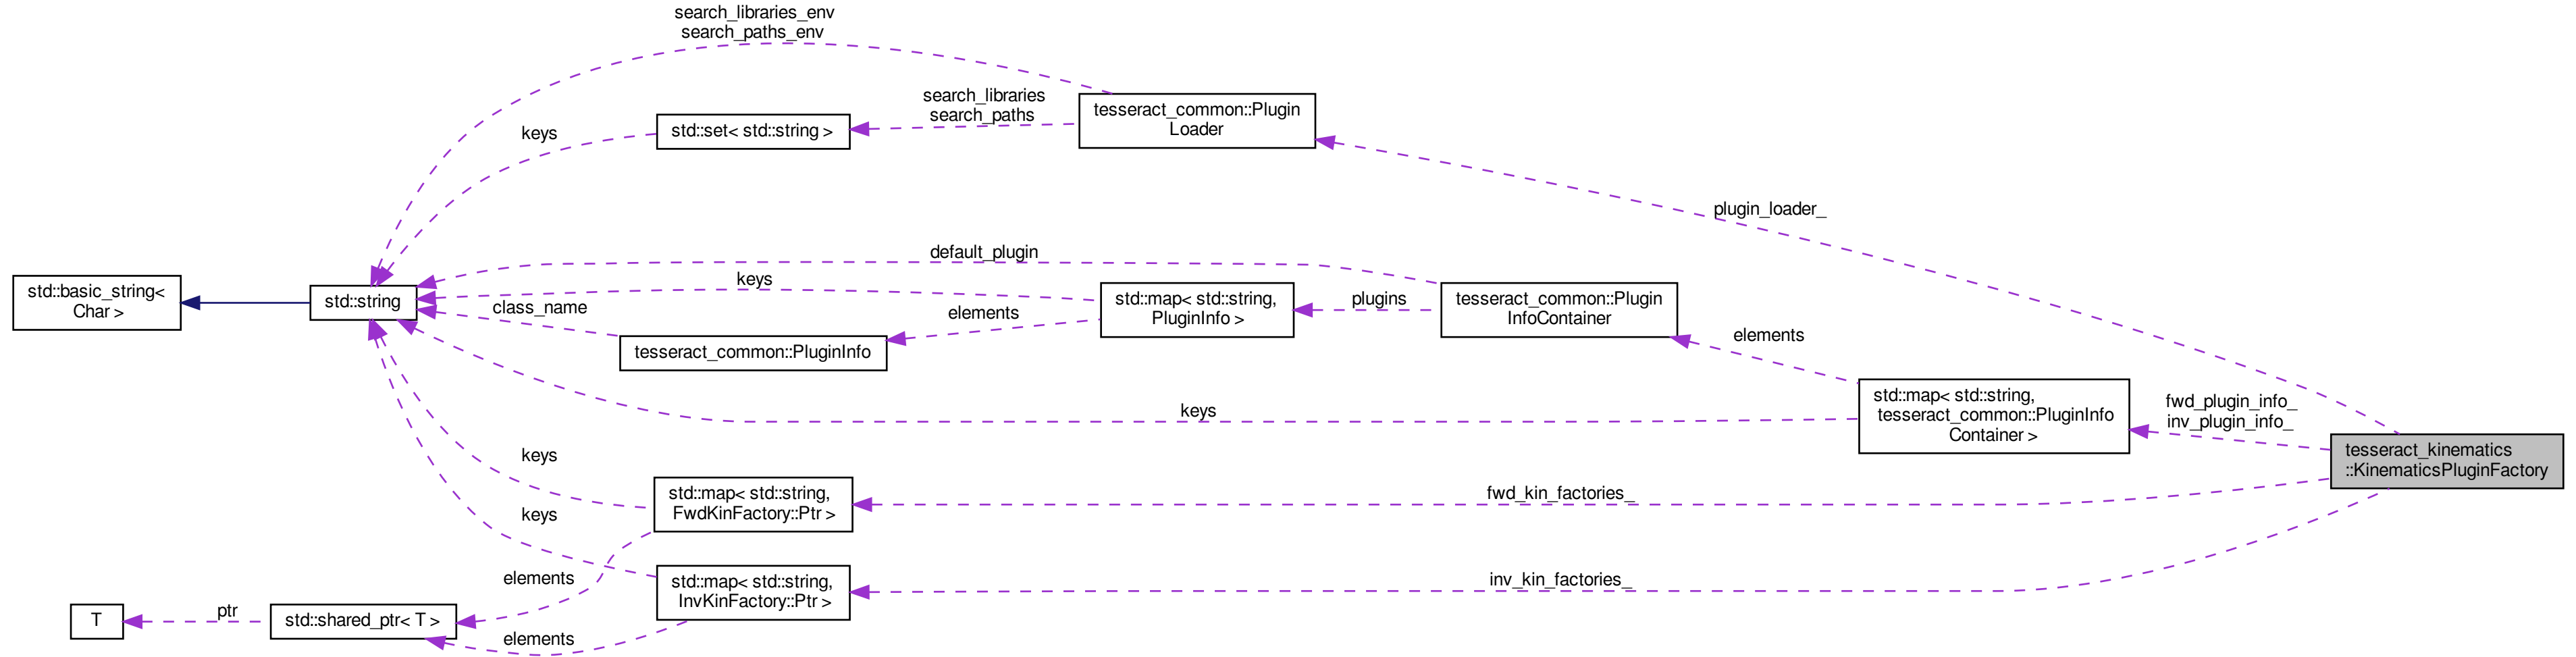 search_libraries_env
search_paths_env
search_libraries
search_paths
tesseract_common::Plugin
Loader
keys
std::set< std::string >
plugin_loader_
default_plugin
keys
std::basic_string<
Char >
std::string
class_name
std::map< std::string,
PluginInfo >
plugins
tesseract_common::Plugin
InfoContainer
elements
tesseract_common::PluginInfo
elements
keys
std::map< std::string,
tesseract_common::PluginInfo
Container >
fwd_plugin_info_
inv_plugin_info_
tesseract_kinematics
::KinematicsPluginFactory
keys
std::map< std::string,
FwdKinFactory::Ptr >
fwd_kin_factories_
keys
elements
std::map< std::string,
InvKinFactory::Ptr >
inv_kin_factories_
T
ptr
std::shared_ptr< T >
elements